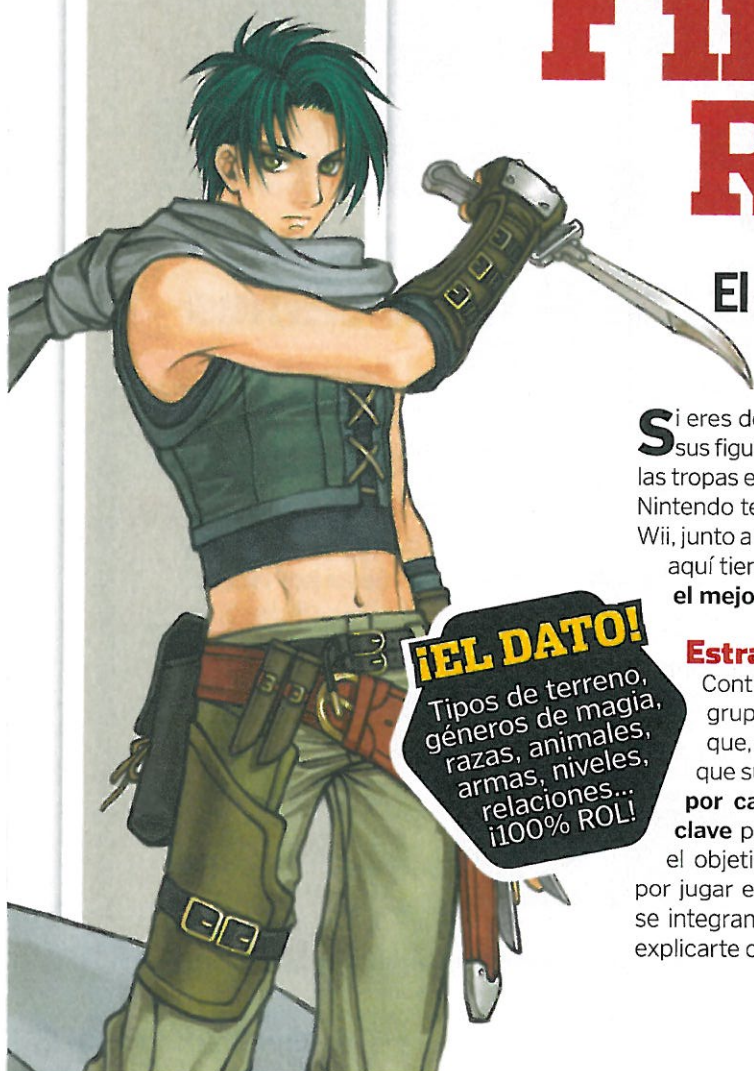 El
Si eres de
sus figu
las tropas e
Nintendo te
Wii, junto a
aquí tien
el mejo
¡EL DATO!
Tipos de terreno,
géneros de magia,
razas, animales,
armas, niveles,
relaciones...
¡100% ROL!
Estra
Cont
grup
que,
que su
por ca
clave p
el objeti
por jugar e
se integran
explicarte c